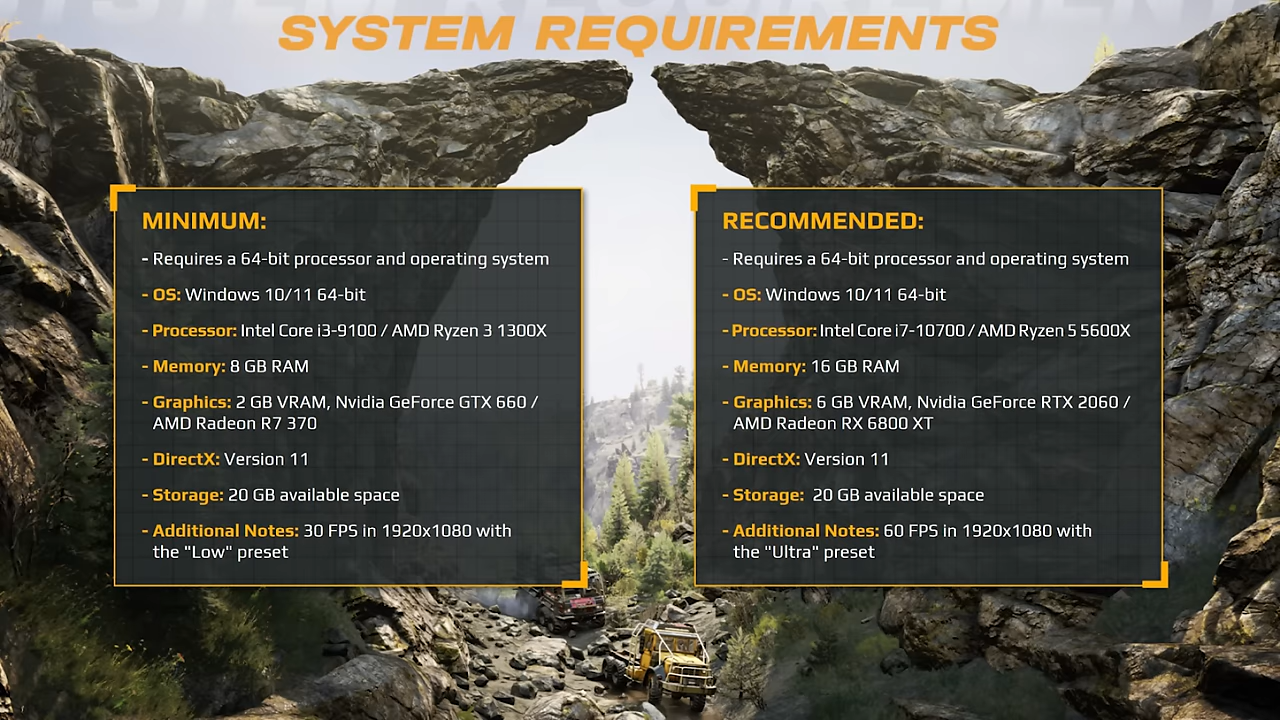 SYSTEM REQUIREMENTS
MINIMUM:
- Requires a 64-bit processor and operating system
- OS: Windows 10/11 64-bit
- Processor: Intel Core i3-9100 / AMD Ryzen 3 1300X
- Memory: 8 GB RAM
- Graphics: 2 GB VRAM, Nvidia GeForce GTX 660 /
AMD Radeon R7 370
- DirectX: Version 11
- Storage: 20 GB available space
- Additional Notes: 30 FPS in 1920x1080 with
the "Low" preset
RECOMMENDED:
- Requires a 64-bit processor and operating system
- OS: Windows 10/11 64-bit
- Processor: Intel Core i7-10700 / AMD Ryzen 5 5600X
- Memory: 16 GB RAM
- Graphics: 6 GB VRAM, Nvidia GeForce RTX 2060 /
AMD Radeon RX 6800 XT
- DirectX: Version 11
- Storage: 20 GB available space
- Additional Notes: 60 FPS in 1920x1080 with
the "Ultra" preset